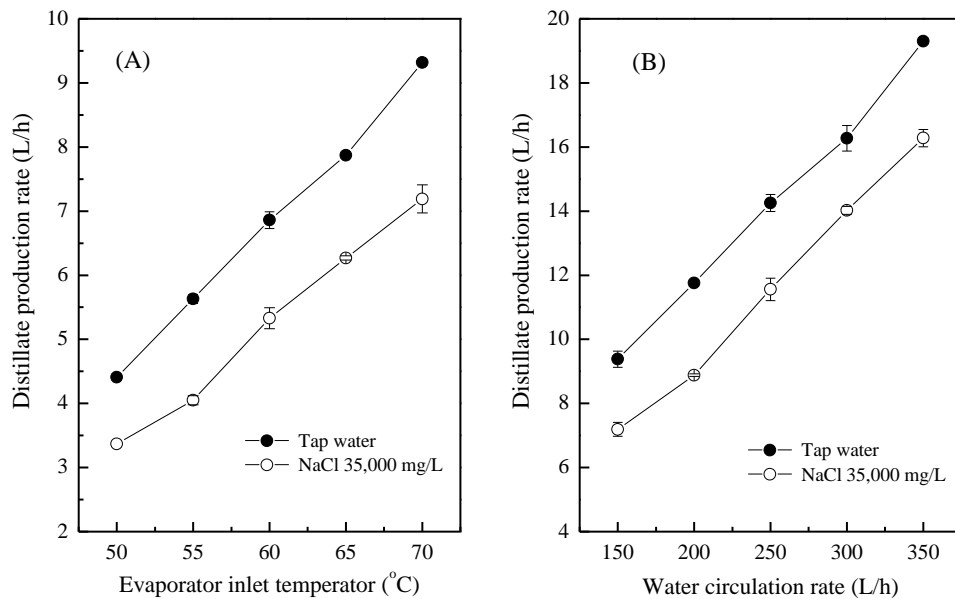 (A)
Distillate production rate (L/h)
10
9
8
7
6
5
4
3
2
Tap water
NaCl 35,000 mg/L
50 55 60 65 70
Evaporator inlet temperator (°C)
(B)
Distillate production rate (L/h)
20
18
16
14
12
10
8
6
4
Tap water
NaCl 35,000 mg/L
150 200 250 300 350
Water circulation rate (L/h)